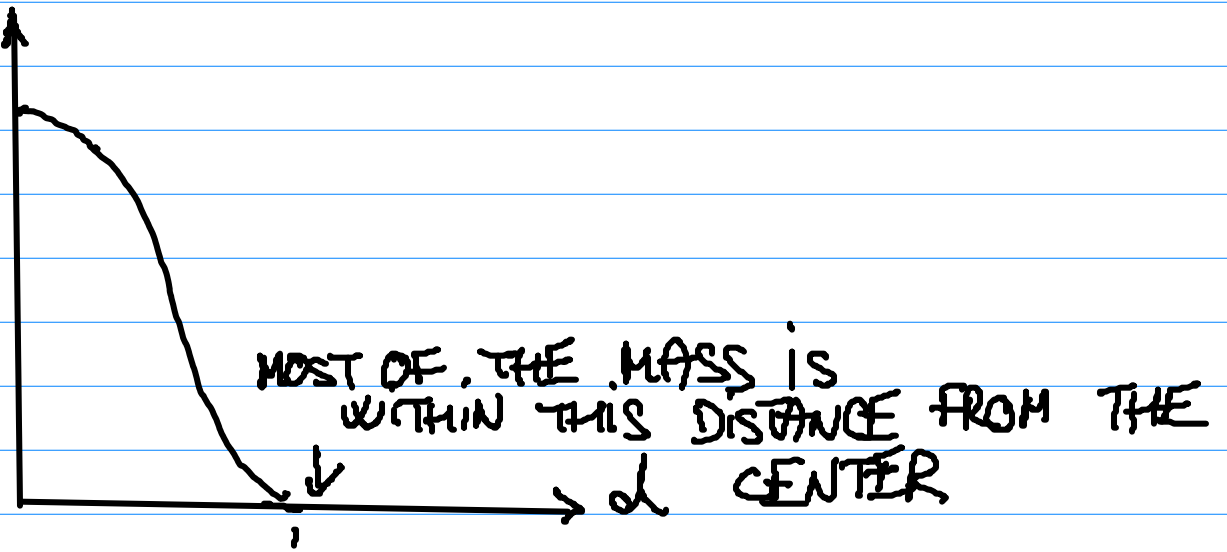 MOST OF THE MASS iS
WITHIN THIS DISTANCE FROM THE
CENTER
d